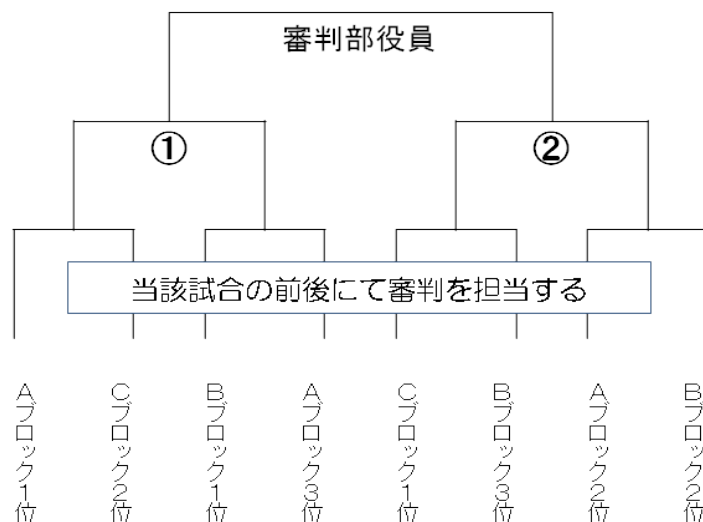 審判部役員
① ②
当該試合の前後にて審判を担当する
Aブロック1位
Cブロック2位
Bブロック1位
Aブロック3位
Cブロック1位
Bブロック3位
Aブロック2位
Bブロック2位